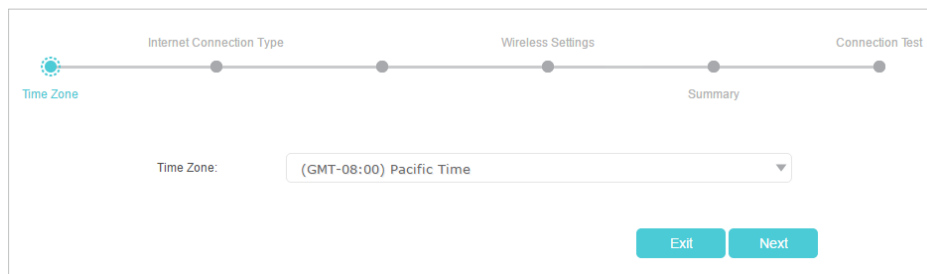 Internet Connection Type Wireless Settings Connection Test
Time Zone Summary
Time Zone: (GMT-08:00) Pacific Time
Exit Next